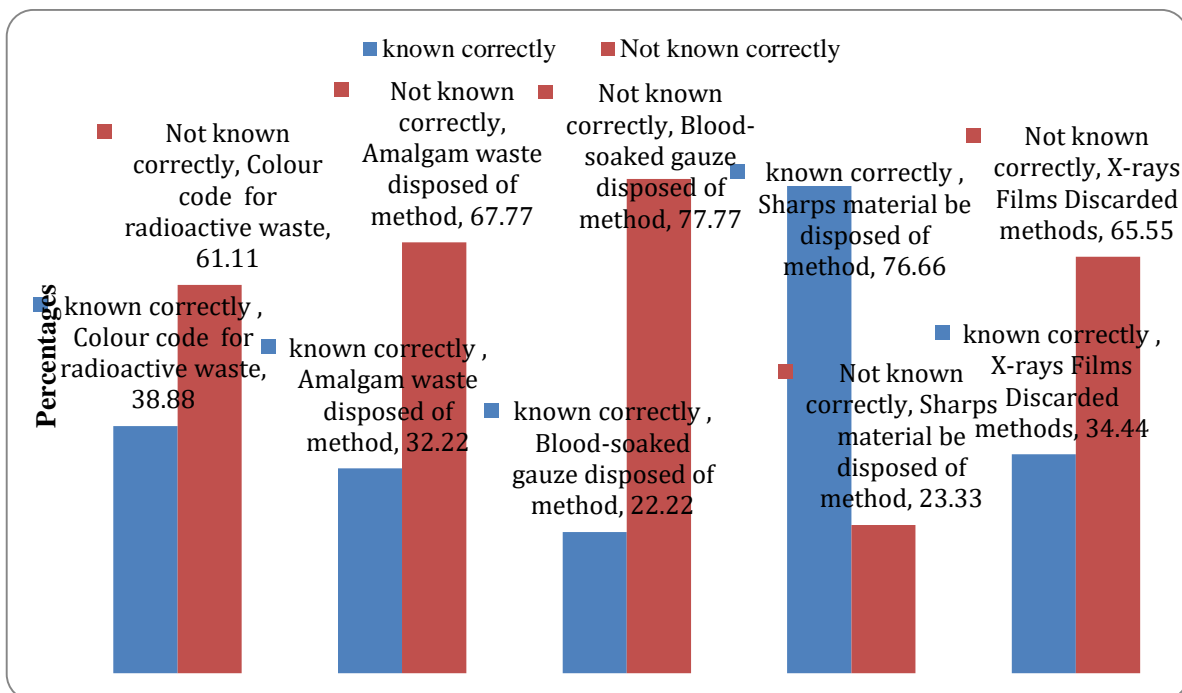 known correctly
Not known correctly
Percentages
Not known
correctly, Colour
code for
radioactive waste,
61.11
known correctly ,
Colour code for
radioactive waste,
38.88
Not known
correctly,
Amalgam waste
disposed of
method, 67.77
known correctly ,
Amalgam waste
disposed of
method, 32.22
Not known
correctly, Blood-
soaked gauze
disposed of
method, 77.77
known correctly ,
Blood-soaked
gauze disposed of
method, 22.22
known correctly ,
Sharps material be
disposed of
method, 76.66
Not known
correctly, Sharps
material be
disposed of
method, 23.33
Not known
correctly, X-rays
Films Discarded
methods, 65.55
known correctly ,
X-rays Films
Discarded
methods, 34.44